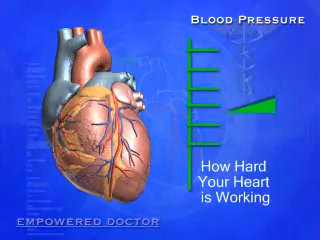 BLOOD PRESSURE
How Hard
Your Heart
is Working
EMPOWERED DOCTOR